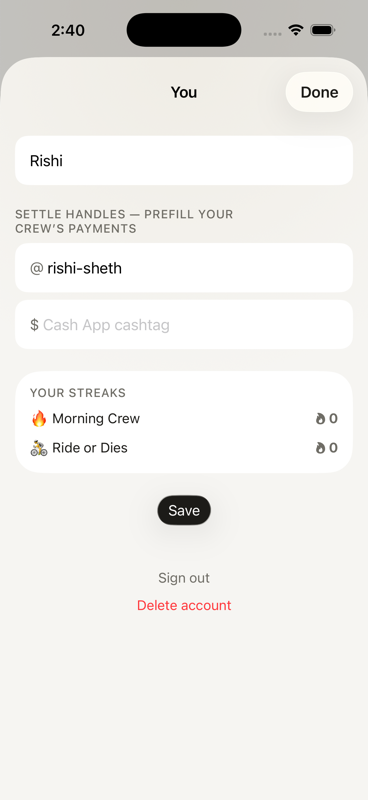 2:40
You
Done
Rishi
SETTLE HANDLES — PREFILL YOUR
CREW’S PAYMENTS
@ rishi-sheth
$ Cash App cashtag
YOUR STREAKS
🔥 Morning Crew 0
🚴 Ride or Dies 0
Save
Sign out
Delete account